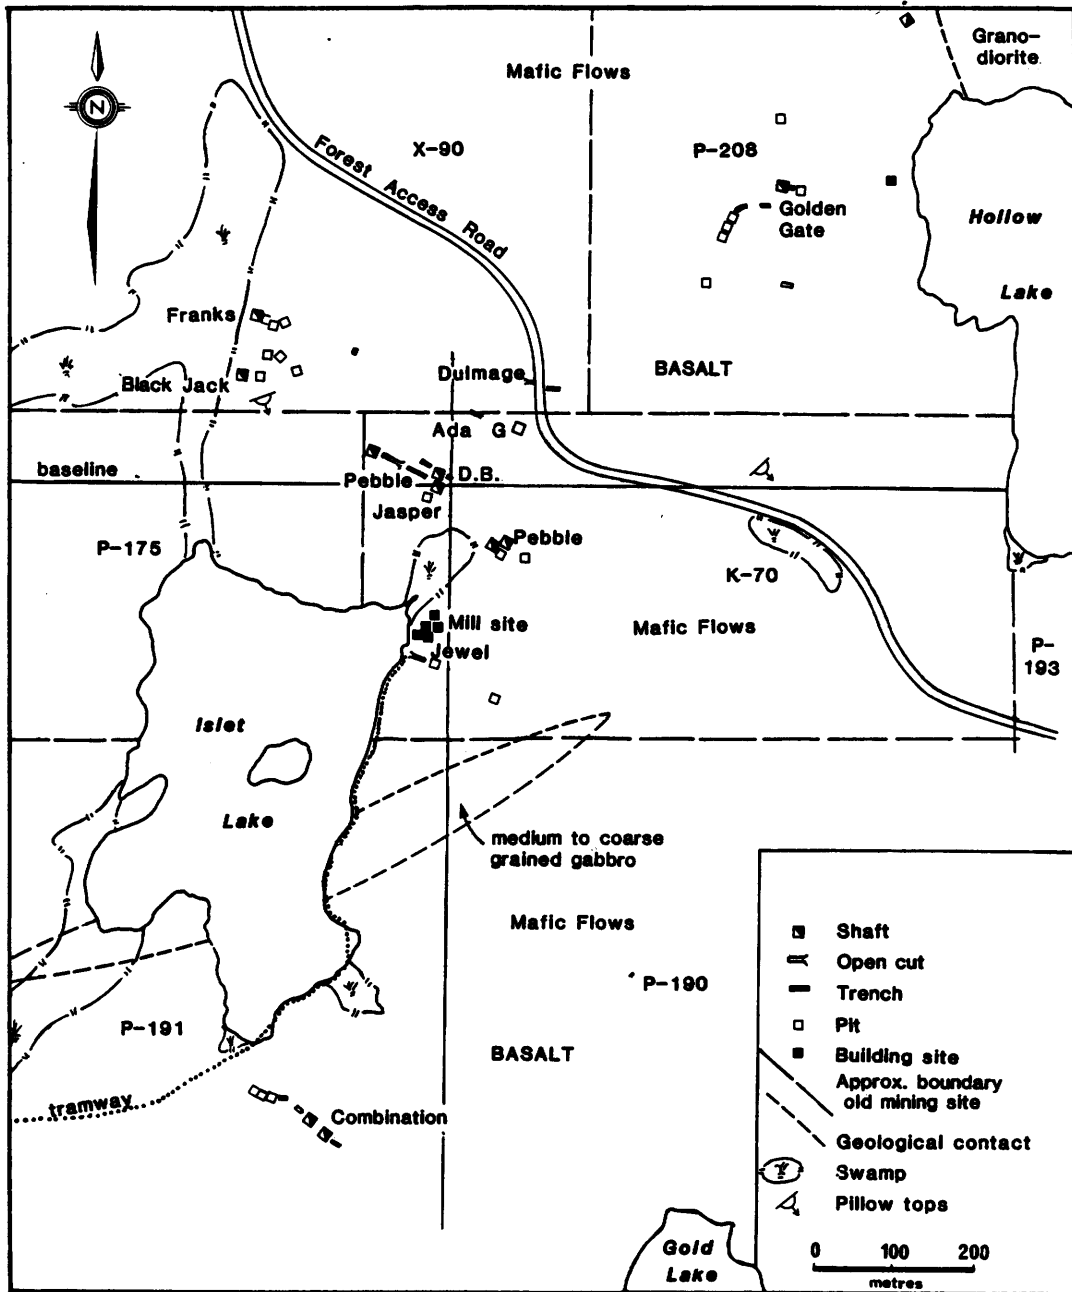 Grano-
diorite
Mafic Flows
N
X-90
P-208
Forest Access Road
Golden
Gate
Hollow
Lake
Franks
Black Jack
Dulmage
BASALT
Ada G
baseline
D.B.
Pebble
Jasper
P-175
Pebble
K-70
Mill site
Mafic Flows
Jewel
P-
193
Islet
Lake
medium to coarse
grained gabbro
Mafic Flows
P-190
P-191
BASALT
tramway
Combination
Shaft
Open cut
Trench
Pit
Building site
Approx. boundary
old mining site
Geological contact
Swamp
Pillow tops
Gold
Lake
0 100 200
metres